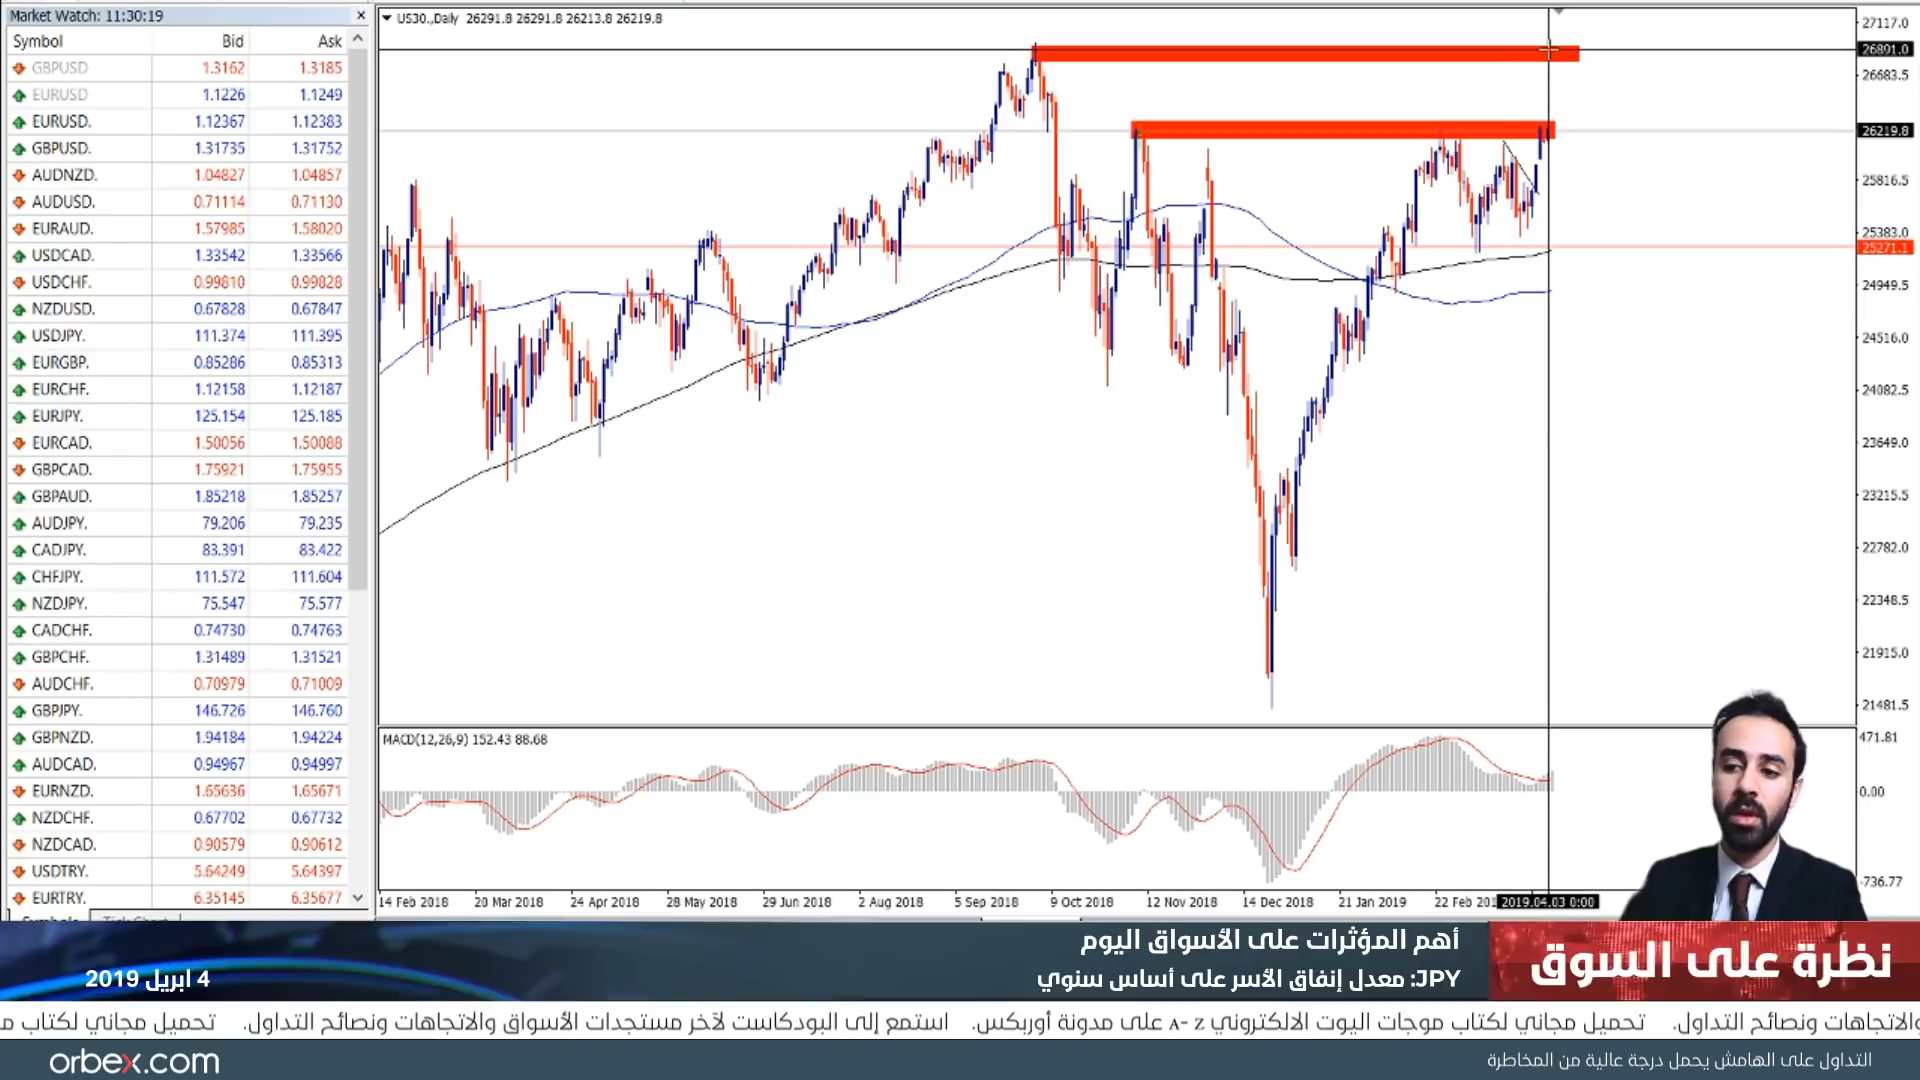 Market Watch: 11:30:19
Symbol Bid Ask
GBPUSD 1.3162 1.3185
EURUSD 1.1226 1.1249
EURUSD. 1.12367 1.12383
GBPUSD. 1.31735 1.31752
AUDNZD. 1.04827 1.04857
AUDUSD. 0.71114 0.71130
EURAUD. 1.57985 1.58020
USDCAD. 1.33542 1.33566
USDCHF. 0.99810 0.99828
NZDUSD. 0.67828 0.67847
USDJPY. 111.374 111.395
EURGBP. 0.85286 0.85313
EURCHF. 1.12158 1.12187
EURJPY. 125.154 125.185
EURCAD. 1.50056 1.50088
GBPCAD. 1.75921 1.75955
GBPAUD. 1.85218 1.85257
AUDJPY. 79.206 79.235
CADJPY. 83.391 83.422
CHFJPY. 111.572 111.604
NZDJPY. 75.547 75.577
CADCHF. 0.74730 0.74763
GBPCHF. 1.31489 1.31521
AUDCHF. 0.70979 0.71009
GBPJPY. 146.726 146.760
GBPNZD. 1.94184 1.94224
AUDCAD. 0.94967 0.94997
EURNZD. 1.65636 1.65671
NZDCHF. 0.67702 0.67732
NZDCAD. 0.90579 0.90612
USDTRY. 5.64249 5.64397
EURTRY. 6.35145 6.35677
US30.,Daily 26291.8 26291.8 26213.8 26219.8
27117.0
26891.0
26683.5
26219.8
25816.5
25383.0
25271.1
24949.5
24516.0
24082.5
23649.0
23215.5
22782.0
22348.5
21915.0
21481.5
MACD(12,26,9) 152.43 88.68
471.81
0.00
-736.77
14 Feb 2018 20 Mar 2018 24 Apr 2018 28 May 2018 29 Jun 2018 2 Aug 2018 5 Sep 2018 9 Oct 2018 12 Nov 2018 14 Dec 2018 21 Jan 2019 22 Feb 201 2019.04.03 0:00
نظرة على السوق
أهم المؤثرات على الأسواق اليوم
JPY: معدل إنفاق الأسر على أساس سنوي
4 ابريل 2019
والاتجاهات ونصائح التداول. تحميل مجاني لكتاب موجات اليوت الالكتروني A- Z على مدونة أوربكس. استمع إلى البودكاست لآخر مستجدات الأسواق والاتجاهات ونصائح التداول. تحميل مجاني لكتاب م
orbex.com
التداول على الهامش يحمل درجة عالية من المخاطرة